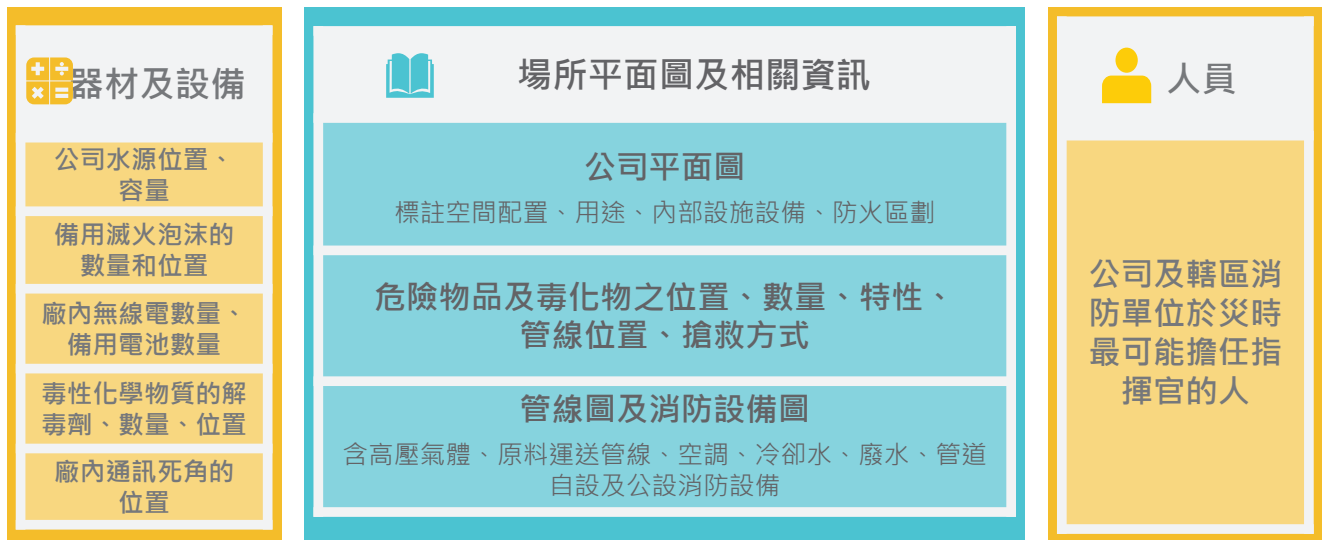 器材及設備
公司水源位置、
容量
備用滅火泡沫的
數量和位置
廠內無線電數量、
備用電池數量
毒性化學物質的解
毒劑、數量、位置
廠內通訊死角的
位置
場所平面圖及相關資訊
公司平面圖
標註空間配置、用途、內部設施設備、防火區劃
危險物品及毒化物之位置、數量、特性、
管線位置、搶救方式
管線圖及消防設備圖
含高壓氣體、原料運送管線、空調、冷卻水、廢水、管道
自設及公設消防設備
人員
公司及轄區消
防單位於災時
最可能擔任指
揮官的人